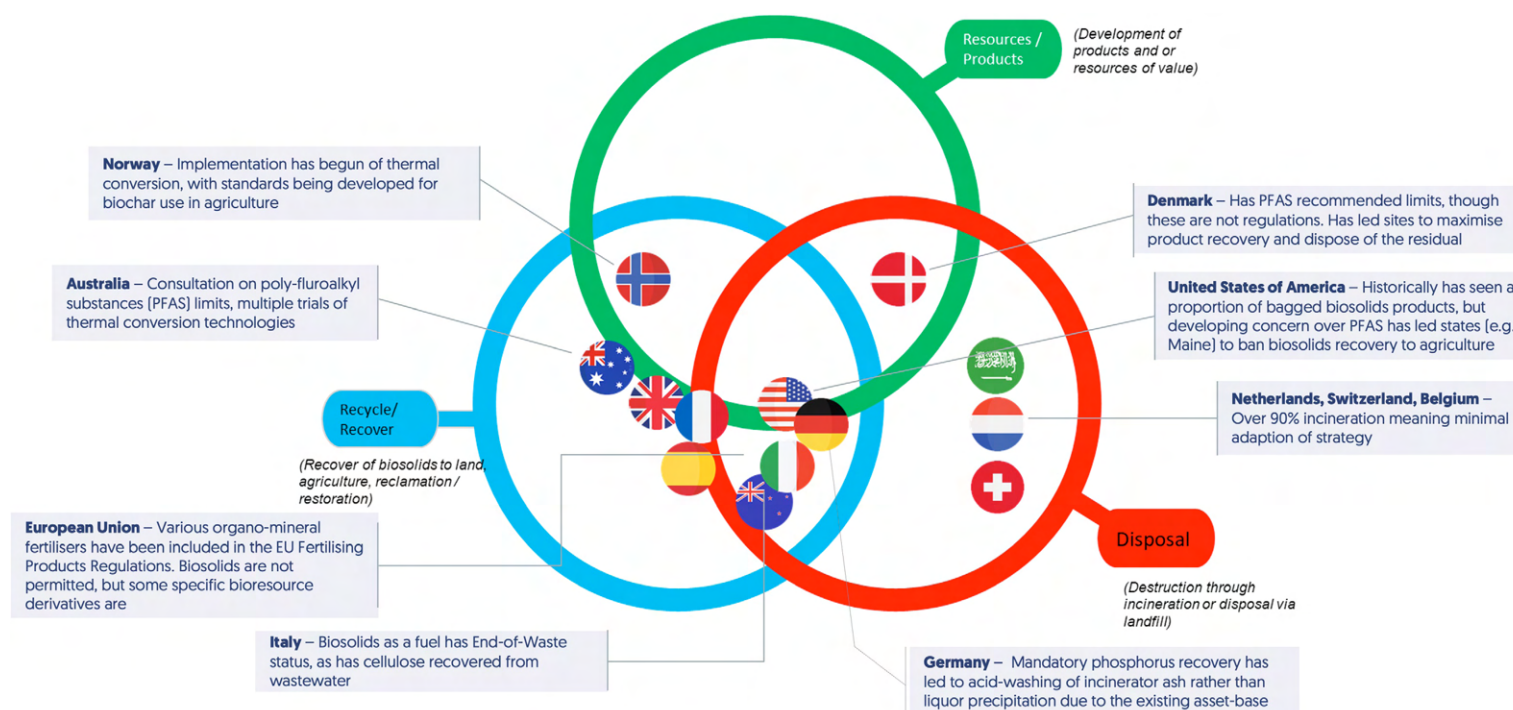 Resources /
Products
(Development of
products and or
resources of value)
Norway – Implementation has begun of thermal
conversion, with standards being developed for
biochar use in agriculture
Denmark – Has PFAS recommended limits, though
these are not regulations. Has led sites to maximise
product recovery and dispose of the residual
Australia – Consultation on poly-fluroalkyl
substances (PFAS) limits, multiple trials of
thermal conversion technologies
United States of America – Historically has seen a
proportion of bagged biosolids products, but
developing concern over PFAS has led states (e.g.
Maine) to ban biosolids recovery to agriculture
Netherlands, Switzerland, Belgium –
Over 90% incineration meaning minimal
adaption of strategy
Recycle/
Recover
(Recover of biosolids to land,
agriculture, reclamation /
restoration)
European Union – Various organo-mineral
fertilisers have been included in the EU Fertilising
Products Regulations. Biosolids are not
permitted, but some specific bioresource
derivatives are
Disposal
(Destruction through
incineration or disposal via
landfill)
Italy – Biosolids as a fuel has End-of-Waste
status, as has cellulose recovered from
wastewater
Germany – Mandatory phosphorus recovery has
led to acid-washing of incinerator ash rather than
liquor precipitation due to the existing asset-base